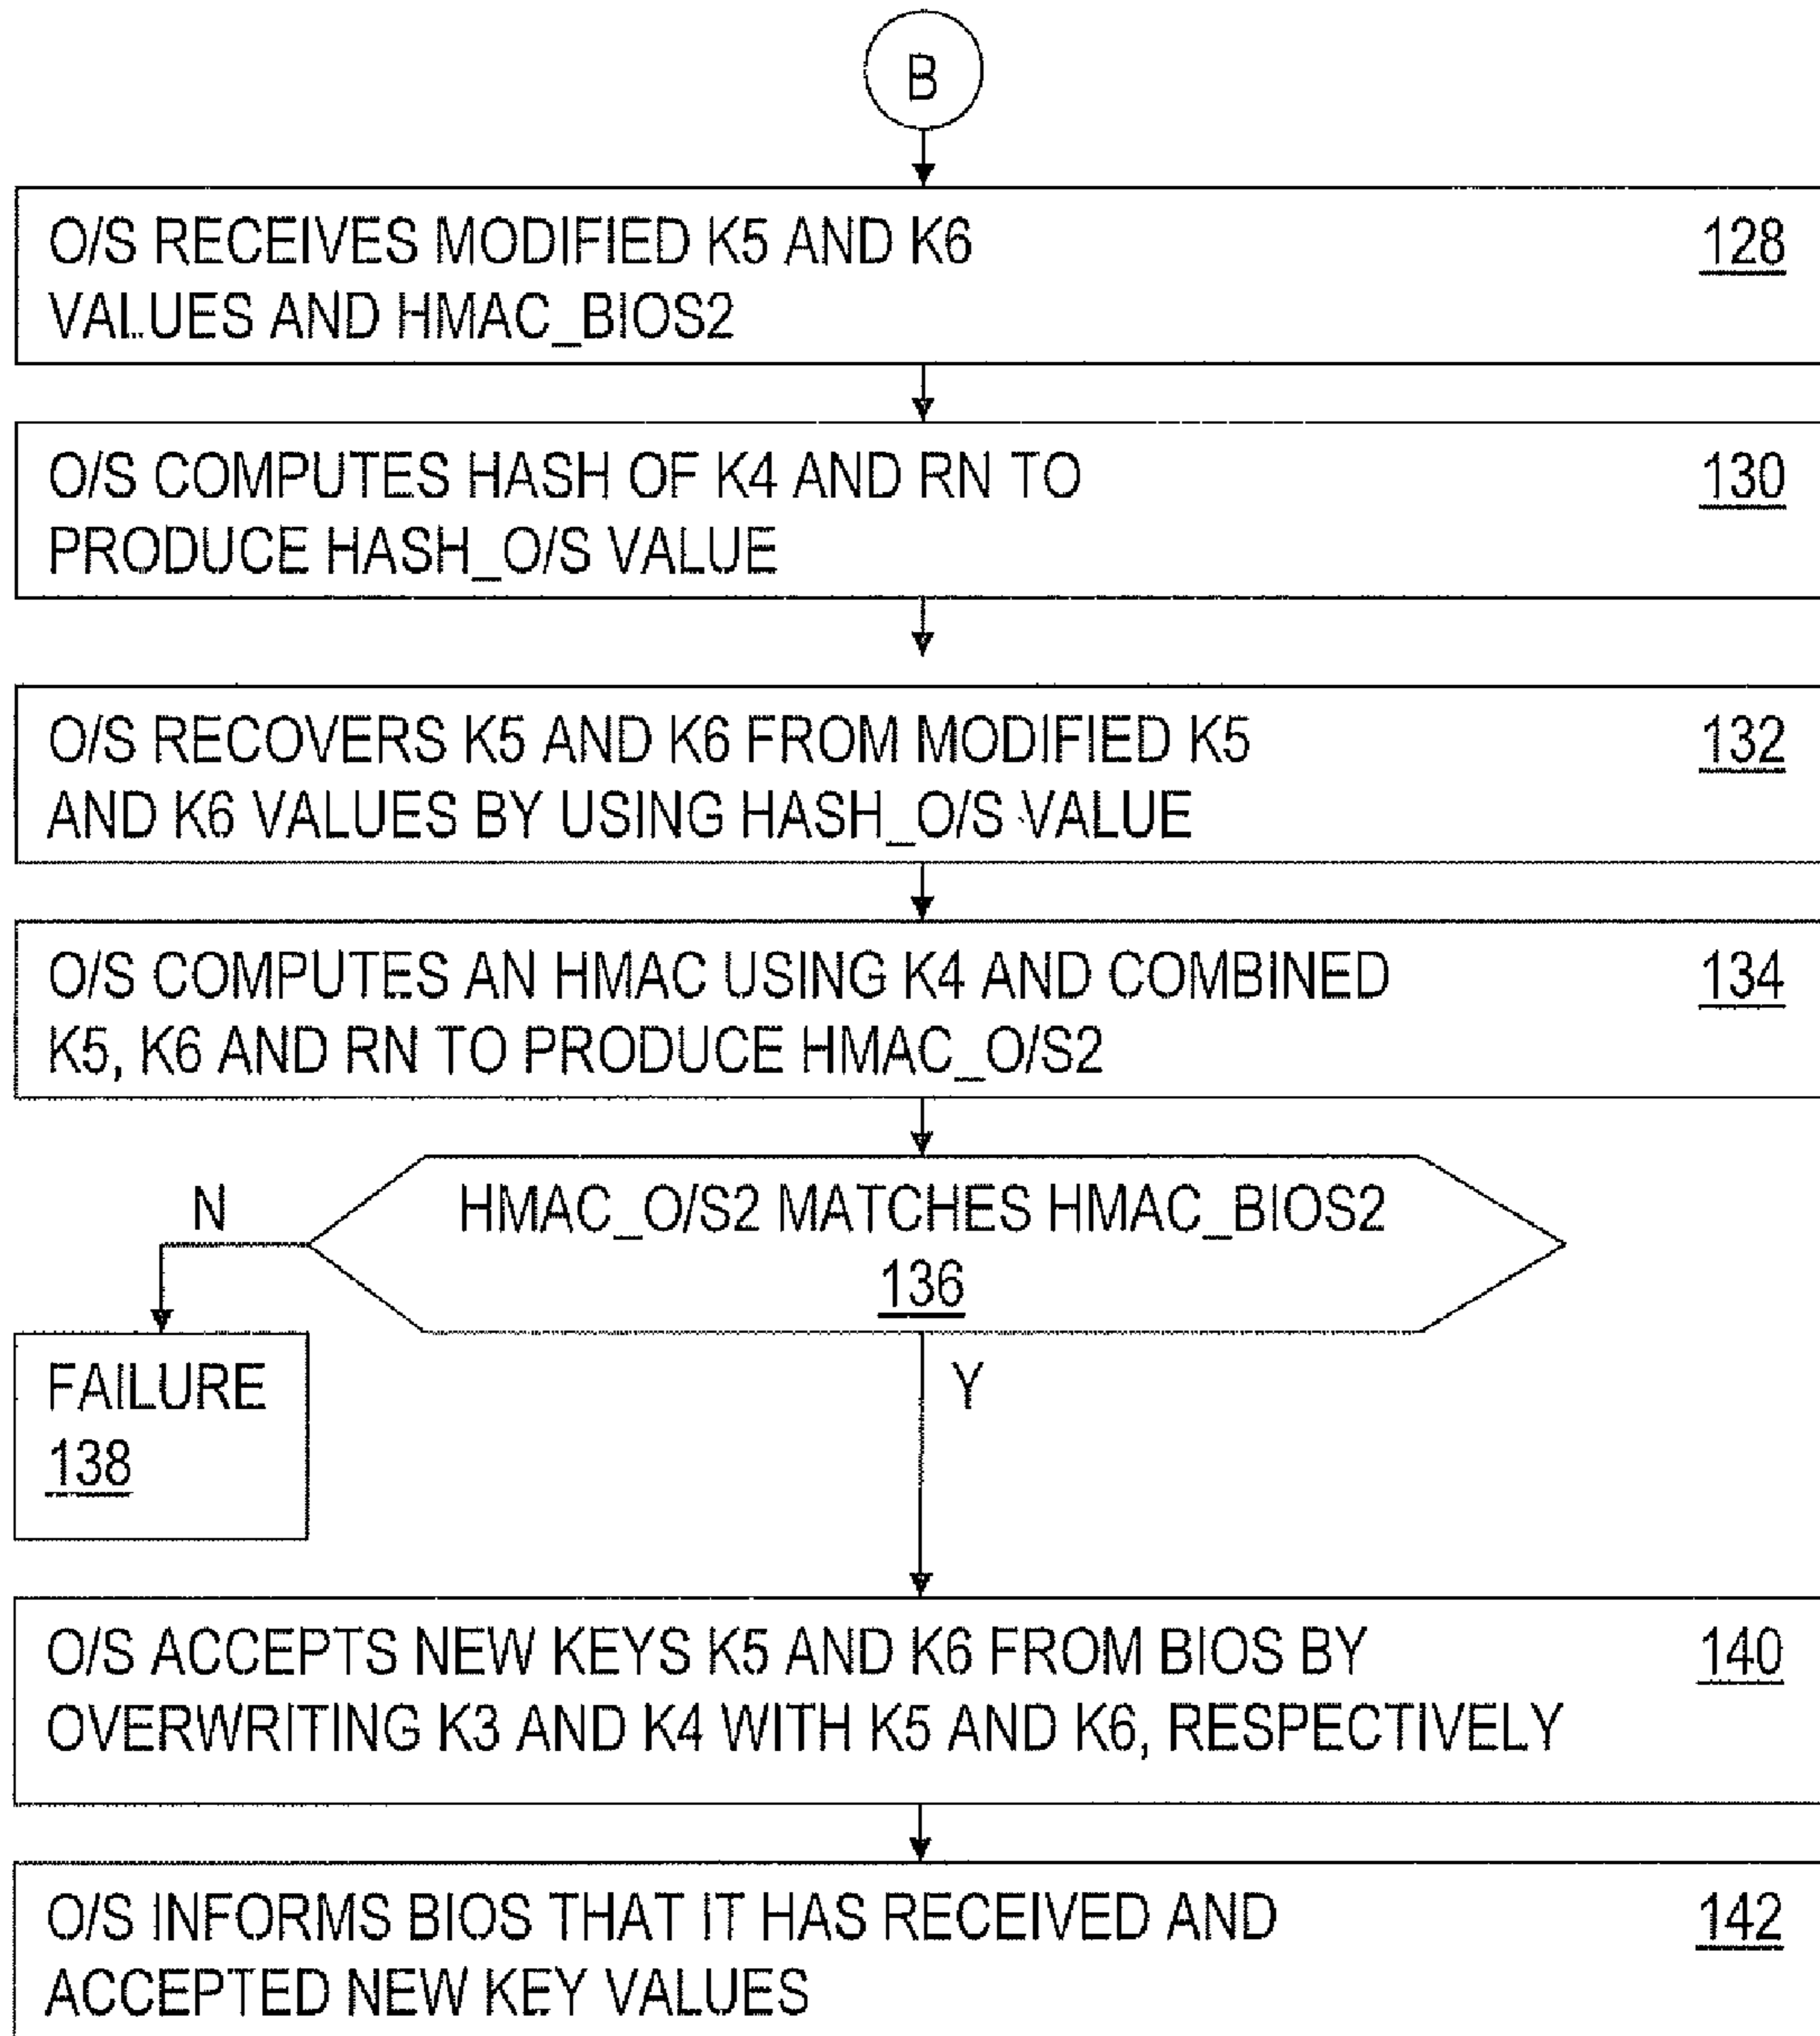 B
O/S RECEIVES MODIFIED K5 AND K6
128
VALUES AND HMAC_BIOS2
O/S COMPUTES HASH OF K4 AND RN TO
130
PRODUCE HASH_O/S VALUE
O/S RECOVERS K5 AND K6 FROM MODIFIED K5
132
AND K6 VALUES BY USING HASH_O/S VALUE
O/S COMPUTES AN HMAC USING K4 AND COMBINED
134
K5, K6 AND RN TO PRODUCE HMAC_O/S2
N
HMAC_O/S2 MATCHES HMAC_BIOS2
136
FAILURE
138
Y
O/S ACCEPTS NEW KEYS K5 AND K6 FROM BIOS BY
140
OVERWRITING K3 AND K4 WITH K5 AND K6, RESPECTIVELY
O/S INFORMS BIOS THAT IT HAS RECEIVED AND
142
ACCEPTED NEW KEY VALUES